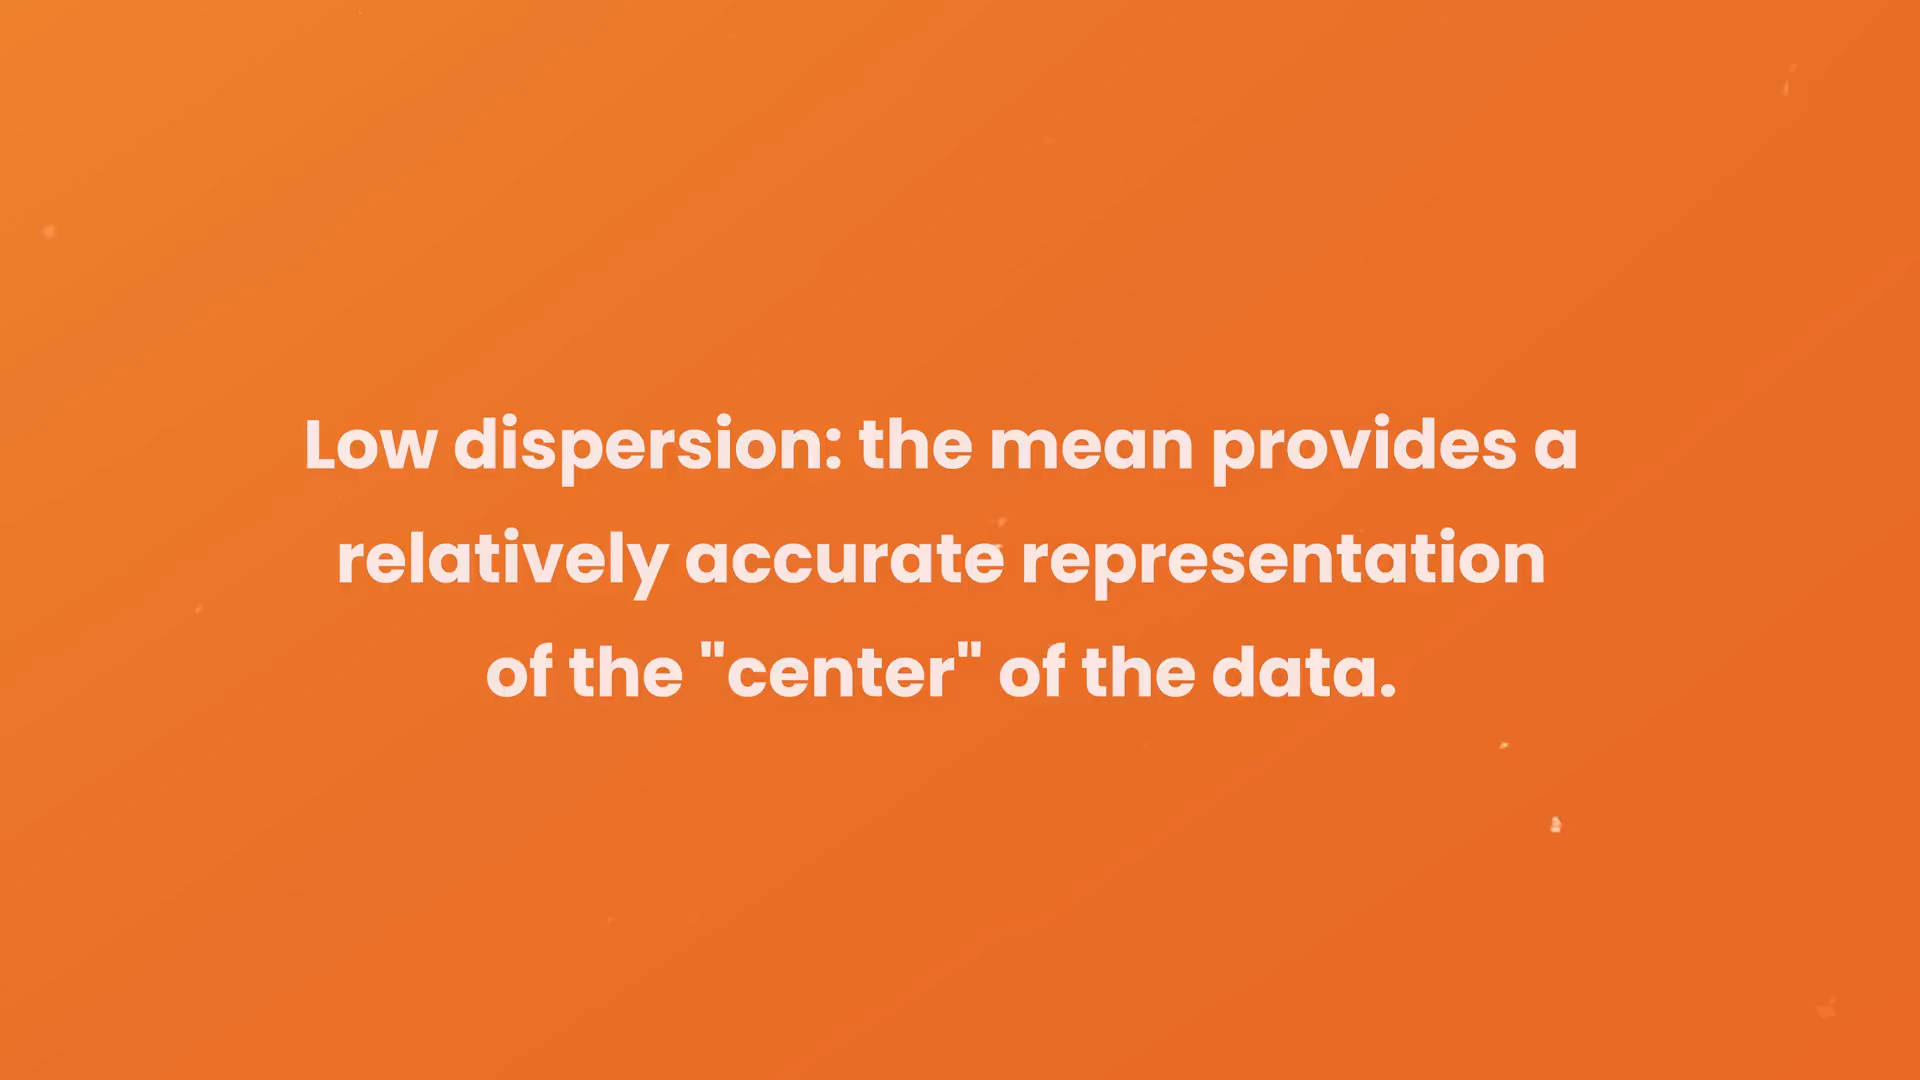 Low dispersion: the mean provides a
relatively accurate representation
of the "center" of the data.